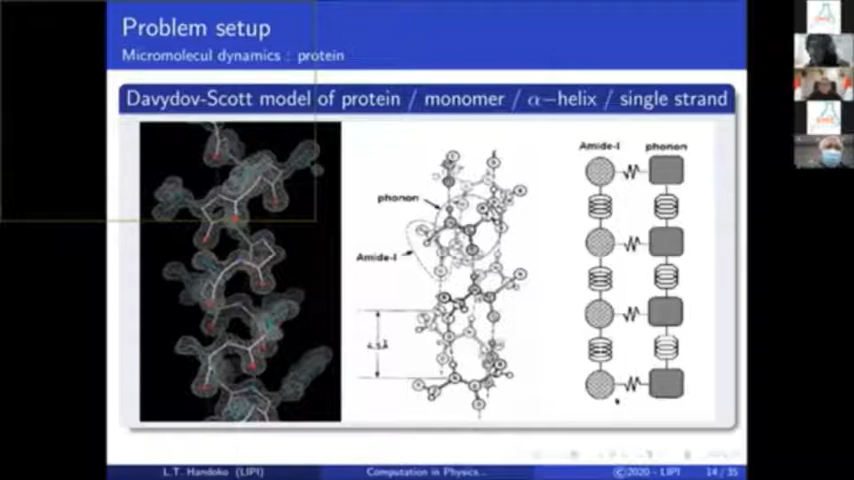 Problem setup
Micromolecul dynamics : protein
Davydov-Scott model of protein / monomer / α−helix / single strand
phonon
Amide-I
Amide-I phonon
L.T. Handoko (LIPI)
Computation in Physics...
©2020 - LIPI
14 / 35